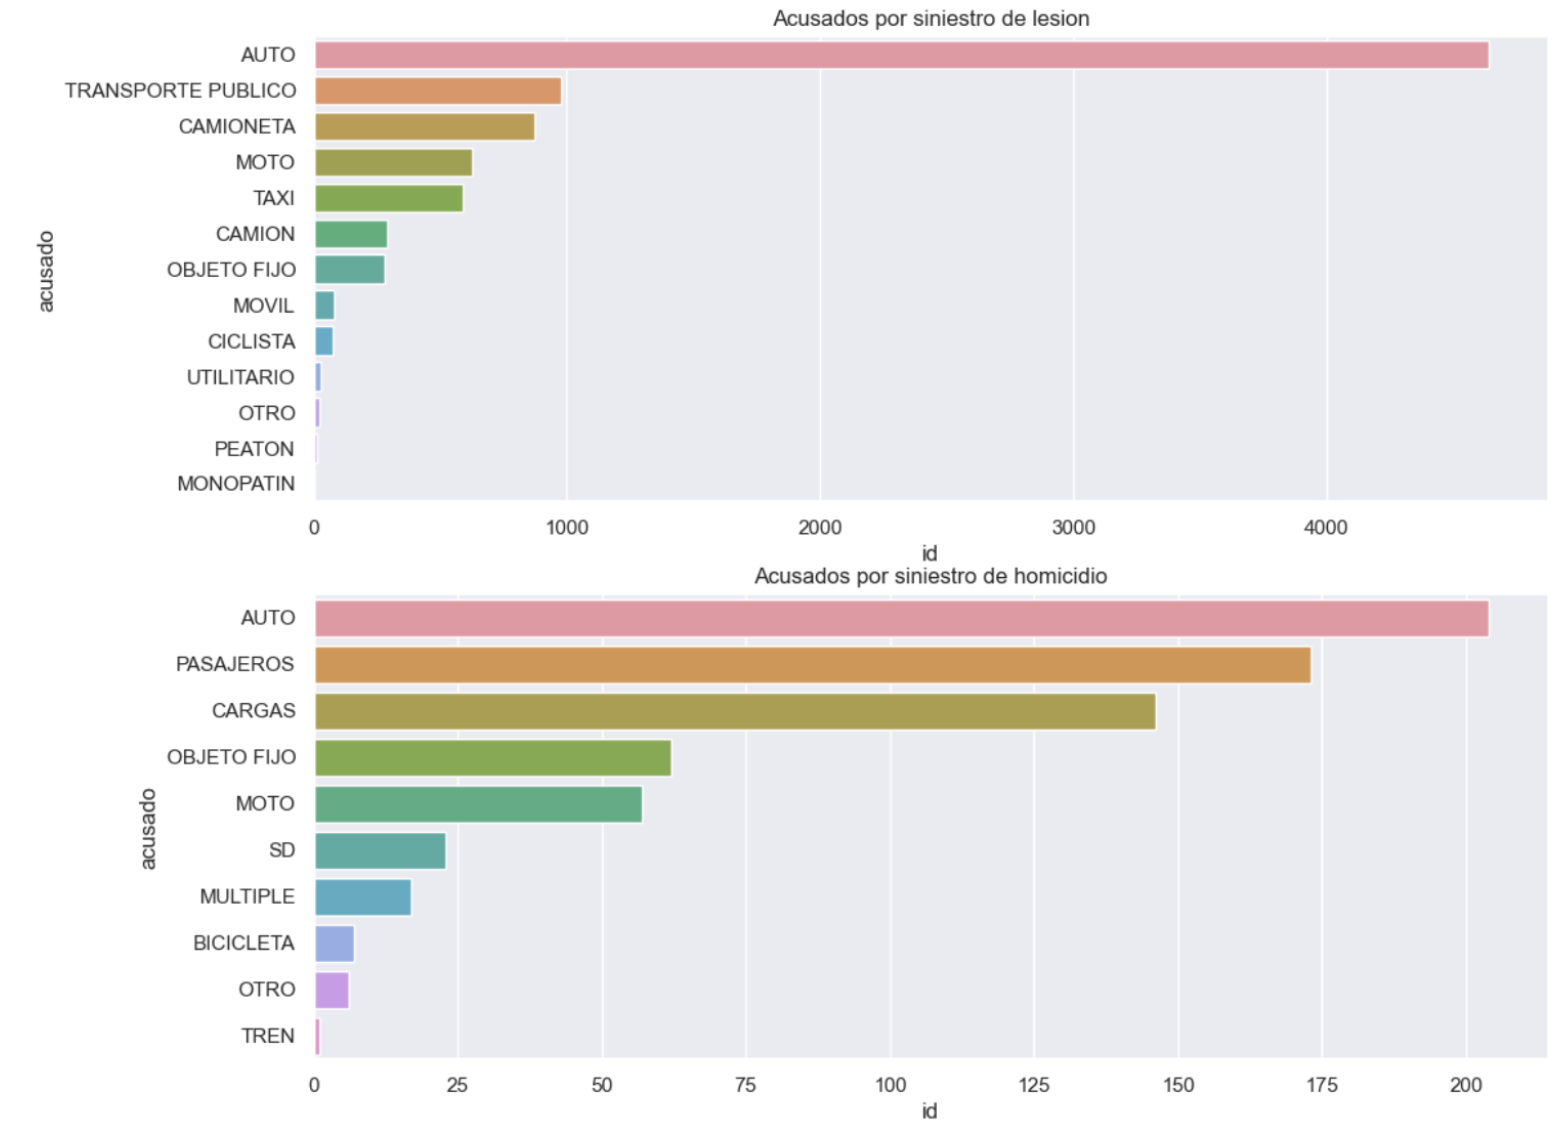 Acusados por siniestro de lesion
AUTO
TRANSPORTE PUBLICO
CAMIONETA
MOTO
TAXI
CAMION
OBJETO FIJO
MOVIL
CICLISTA
UTILITARIO
OTRO
PEATON
MONOPATIN
acusado
0 1000 2000 3000 4000
id
Acusados por siniestro de homicidio
AUTO
PASAJEROS
CARGAS
OBJETO FIJO
MOTO
SD
MULTIPLE
BICICLETA
OTRO
TREN
acusado
0 25 50 75 100 125 150 175 200
id